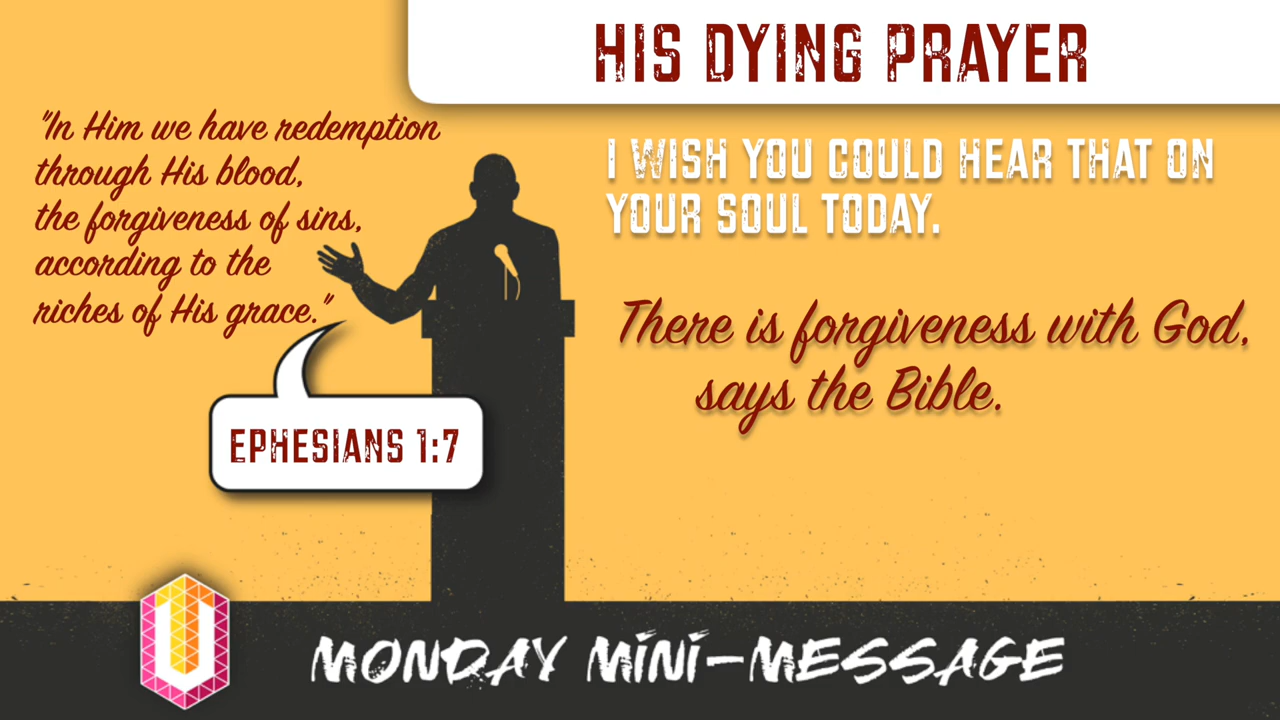 HIS DYING PRAYER
"In Him we have redemption
through His blood,
the forgiveness of sins,
according to the
riches of His grace."
EPHESIANS 1:7
I WISH YOU COULD HEAR THAT ON
YOUR SOUL TODAY.
There is forgiveness with God,
says the Bible.
U
MONDAY MINI-MESSAGE